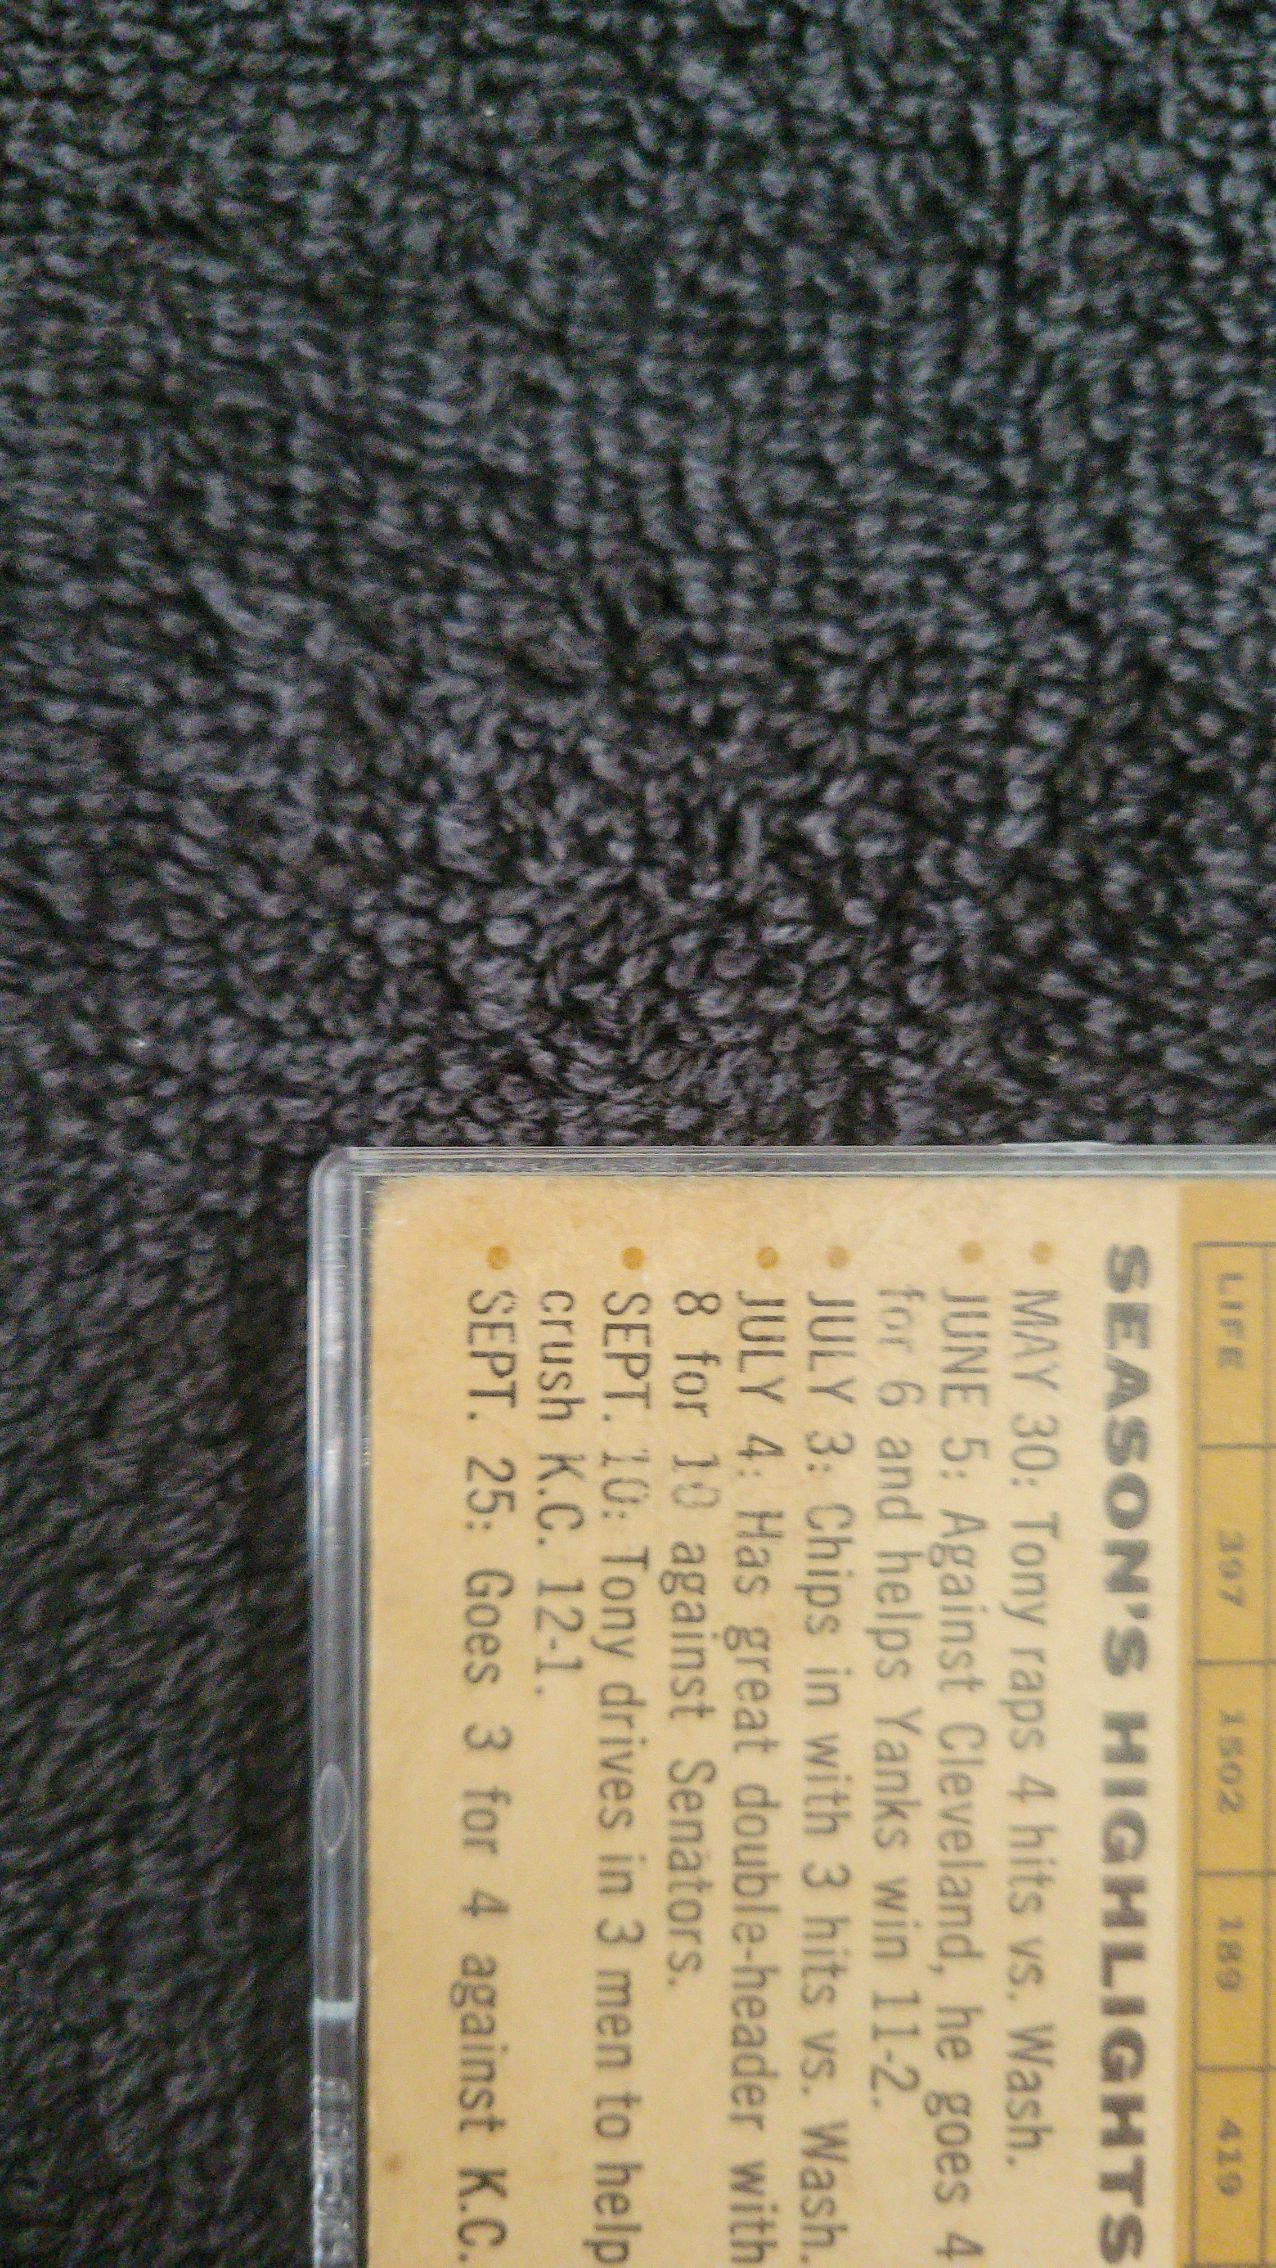 LIFE 397 1502 189 419
SEASON'S HIGHLIGHTS
• MAY 30: Tony raps 4 hits vs. Wash.
• JUNE 5: Against Cleveland, he goes 4
for 6 and helps Yanks win 11-2.
• JULY 3: Chips in with 3 hits vs. Wash.
• JULY 4: Has great double-header with
8 for 10 against Senators.
• SEPT. 10: Tony drives in 3 men to help
crush K.C. 12-1.
• SEPT. 25: Goes 3 for 4 against K.C.